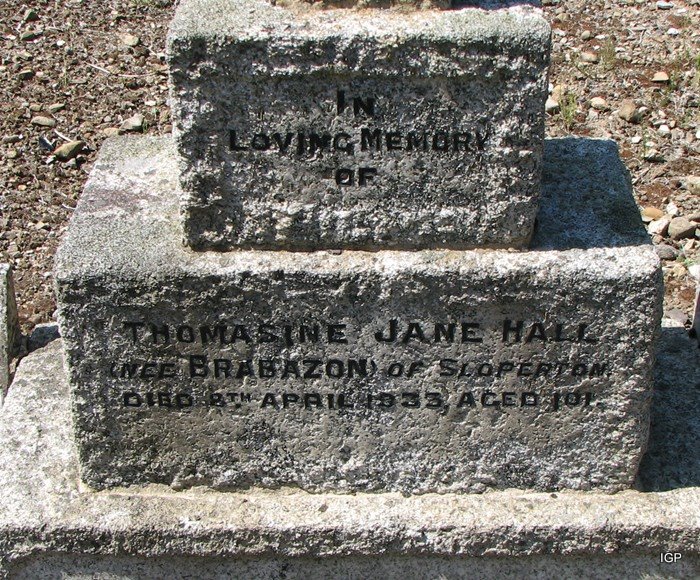 IN
LOVING MEMORY
OF
THOMASINE JANE HALL
(NEE BRABAZON) OF SLOPERTON.
DIED 8TH APRIL 1933, AGED 101.
IGP